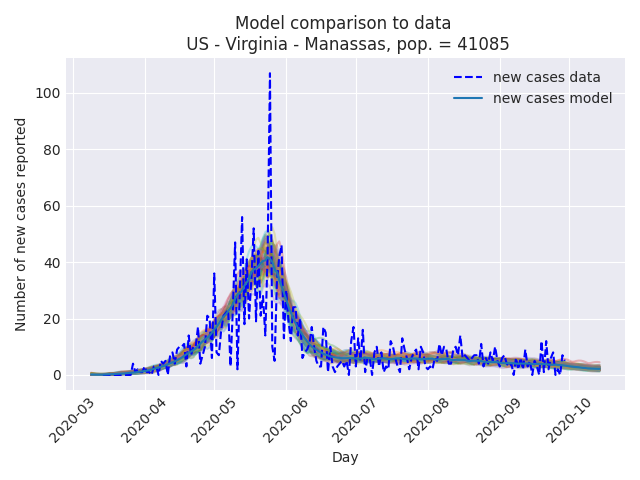 Model comparison to data
US - Virginia - Manassas, pop. = 41085
new cases data
new cases model
Number of new cases reported
100
80
60
40
20
0
2020-03
2020-04
2020-05
2020-06
2020-07
2020-08
2020-09
2020-10
Day